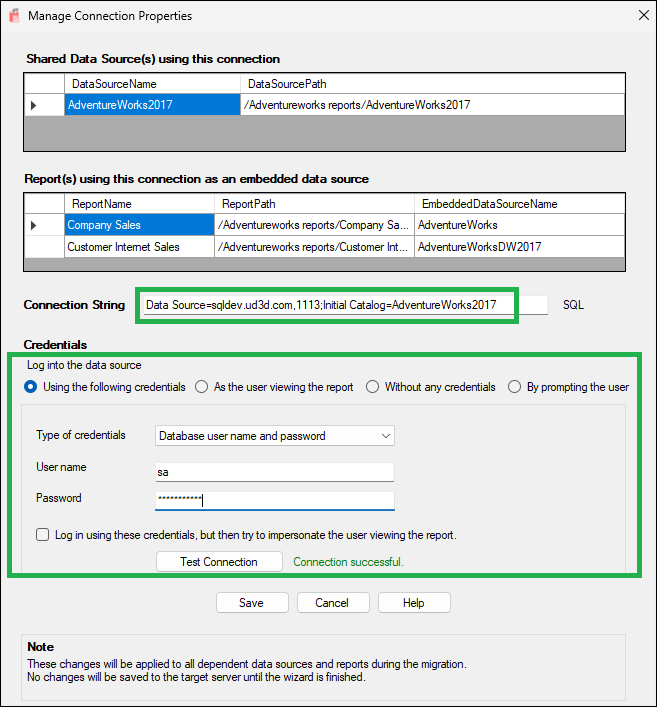 Manage Connection Properties
Shared Data Source(s) using this connection
DataSourceName DataSourcePath
AdventureWorks2017 /Adventureworks reports/AdventureWorks2017
Report(s) using this connection as an embedded data source
ReportName ReportPath EmbeddedDataSourceName
Company Sales /Adventureworks reports/Company Sa... AdventureWorks
Customer Internet Sales /Adventureworks reports/Customer Int... AdventureWorksDW2017
Connection String Data Source=sqldev.ud3d.com,1113;Initial Catalog=AdventureWorks2017 SQL
Credentials
Log into the data source
Using the following credentials As the user viewing the report Without any credentials By prompting the user
Type of credentials Database user name and password
User name sa
Password ***********
Log in using these credentials, but then try to impersonate the user viewing the report.
Test Connection Connection successful.
Save Cancel Help
Note
These changes will be applied to all dependent data sources and reports during the migration.
No changes will be saved to the target server until the wizard is finished.